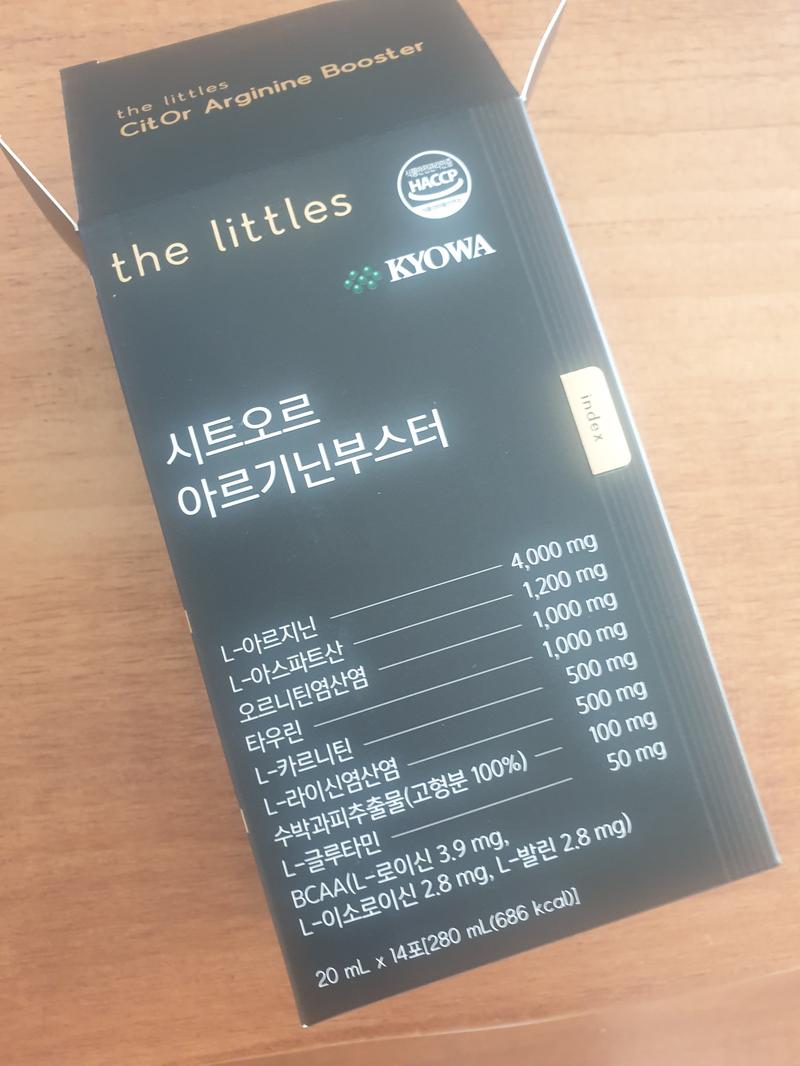 the littles
CitOr Arginine Booster
the littles
HACCP
KYOWA
시트오르
아르기닌부스터
index
L-아르지닌 4,000 mg
L-아스파트산 1,200 mg
오르니틴염산염 1,000 mg
타우린 1,000 mg
L-카르니틴 500 mg
L-라이신염산염 500 mg
수박과피추출물(고형분 100%) 100 mg
L-글루타민 50 mg
BCAA(L-로이신 3.9 mg,
L-이소로이신 2.8 mg, L-발린 2.8 mg)
20 mL x 14포[280 mL(686 kcal)]